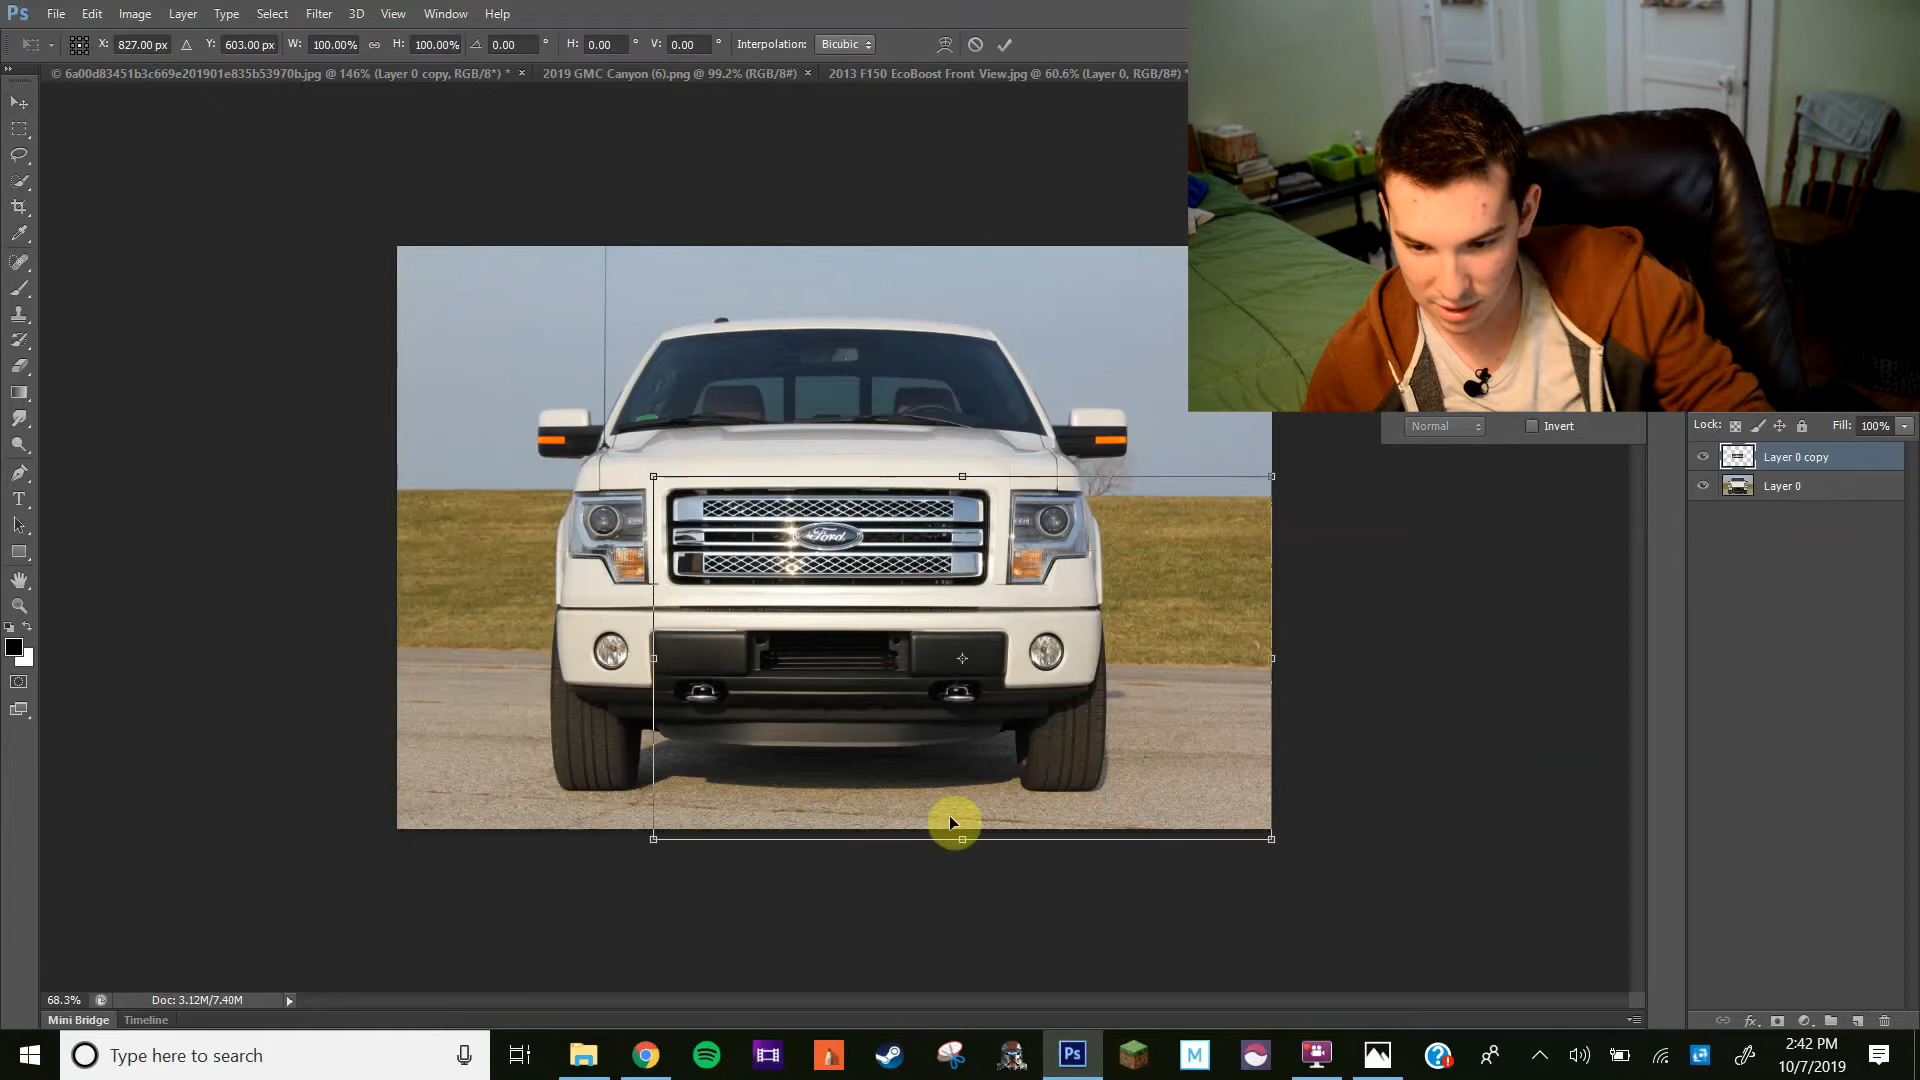 Ps File Edit Image Layer Type Select Filter 3D View Window Help
X: 827.00 px Y: 603.00 px W: 100.00% H: 100.00% 0.00 ° H: 0.00 ° V: 0.00 ° Interpolation: Bicubic
© 6a00d83451b3c669e201901e835b53970b.jpg @ 146% (Layer 0 copy, RGB/8*) * × 2019 GMC Canyon (6).png @ 99.2% (RGB/8#) × 2013 F150 EcoBoost Front View.jpg @ 60.6% (Layer 0, RGB/8#) *
Normal Invert
Lock: Fill: 100%
Layer 0 copy
Layer 0
Ford
T
fx
68.3% Doc: 3.12M/7.40M
Mini Bridge Timeline
Type here to search
Ps
M
2:42 PM
10/7/2019